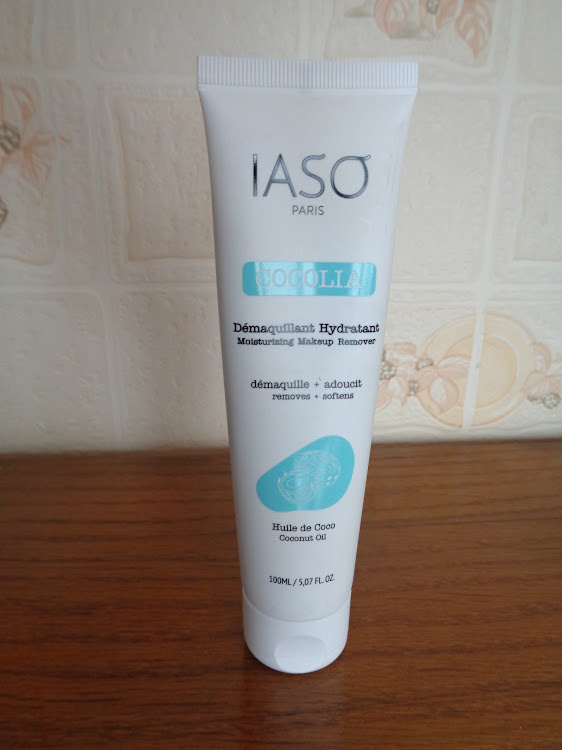 IASO
PARIS
COCOLIA
Démaquillant Hydratant
Moisturizing Makeup Remover
démaquille + adoucit
removes + softens
Huile de Coco
Coconut Oil
100ML / 5,07 FL. OZ.